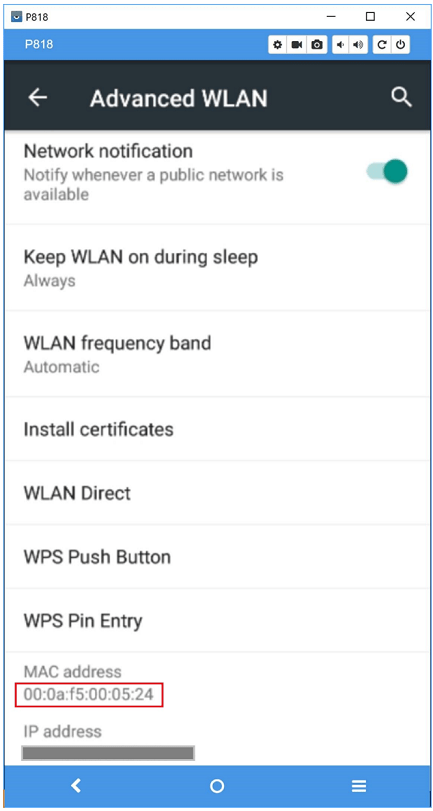 P818
P818
Advanced WLAN
Network notification
Notify whenever a public network is
available
Keep WLAN on during sleep
Always
WLAN frequency band
Automatic
Install certificates
WLAN Direct
WPS Push Button
WPS Pin Entry
MAC address
00:0a:f5:00:05:24
IP address